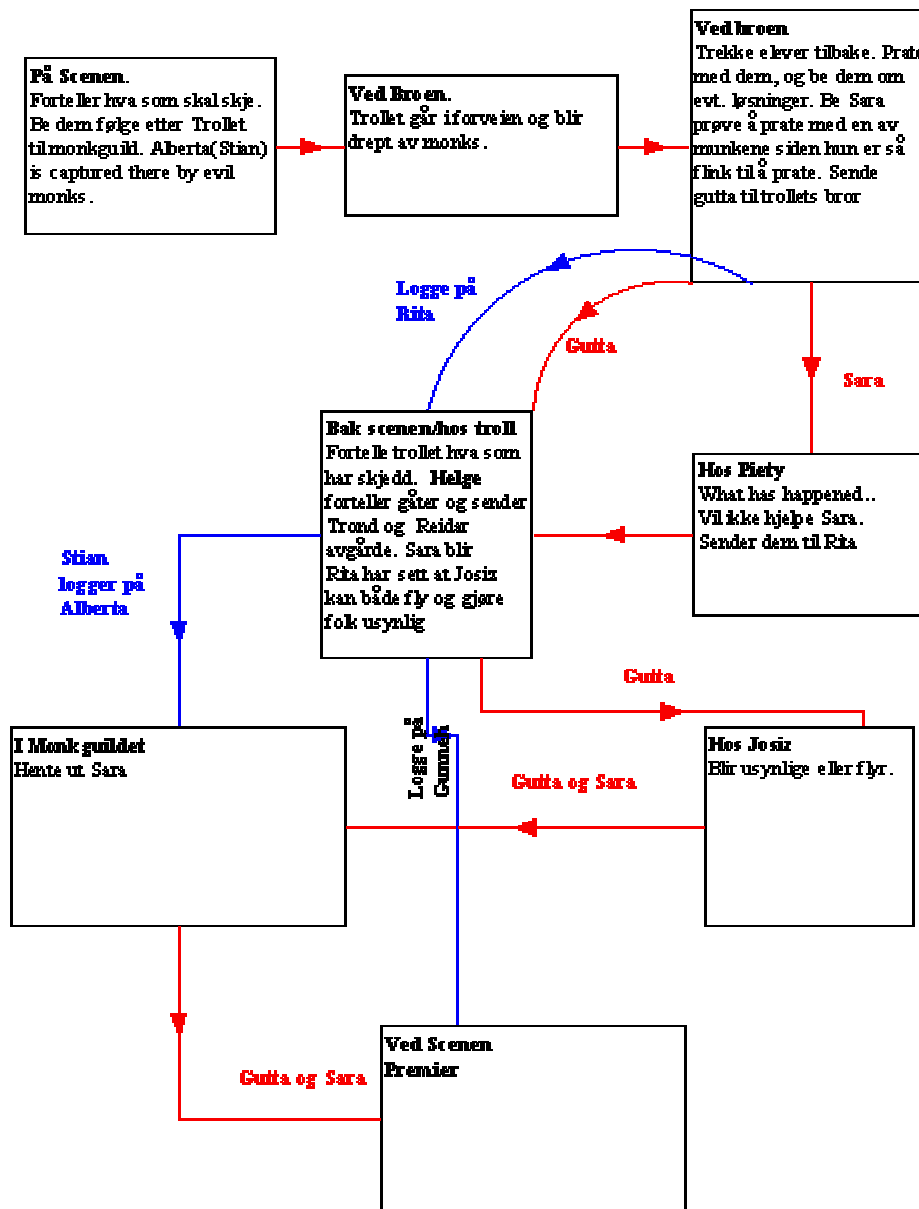 På Scenen.
Forteller hva som skal skje.
Be dem følge etter Trollet
til monkguild. Alberta(Stian)
is captured there by evil
monks.
Ved Broen.
Trollet går iforveien og blir
drept av monks.
Ved broen
Trekke elever tilbake. Prate
med dem, og be dem om
evt. løsninger. Be Sara
prøve å prate med en av
munkene siden hun er så
flink til å prate. Sende
gutta til trollets bror
Logge på
Rita
Gutta
Sara
Bak scenen/hos troll
Fortelle trollet hva som
har skjedd. Helge
forteller gåter og sender
Trond og Reidar
avgårde. Sara blir
Rita har sett at Josiz
kan både fly og gjøre
folk usynlig
Hos Piety
What has happened..
Vil ikke hjelpe Sara.
Sender dem til Rita
Stian
logger på
Alberta
Gutta
Logge på
I Monkguildet
Hente ut Sara
Hos Josiz
Blir usynlige eller flyr.
Gutta og Sara
Gutta og Sara
Ved Scenen
Premier